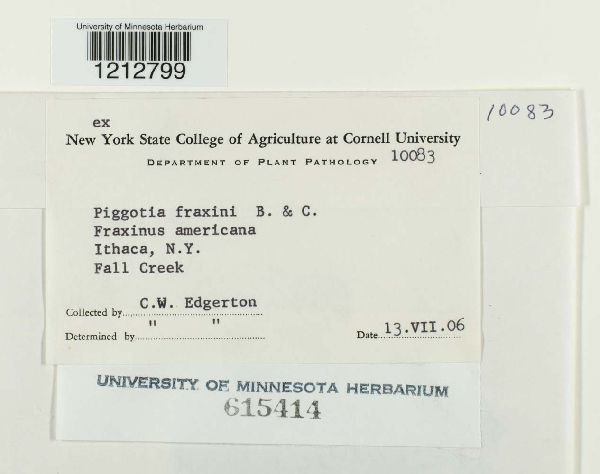 University of Minnesota Herbarium
1212799
10083
ex
New York State College of Agriculture at Cornell University
DEPARTMENT OF PLANT PATHOLOGY 10083
Piggotia fraxini B. & C.
Fraxinus americana
Ithaca, N.Y.
Fall Creek
Collected by C.W. Edgerton
Determined by " "
Date 13.VII.06
UNIVERSITY OF MINNESOTA HERBARIUM
615414